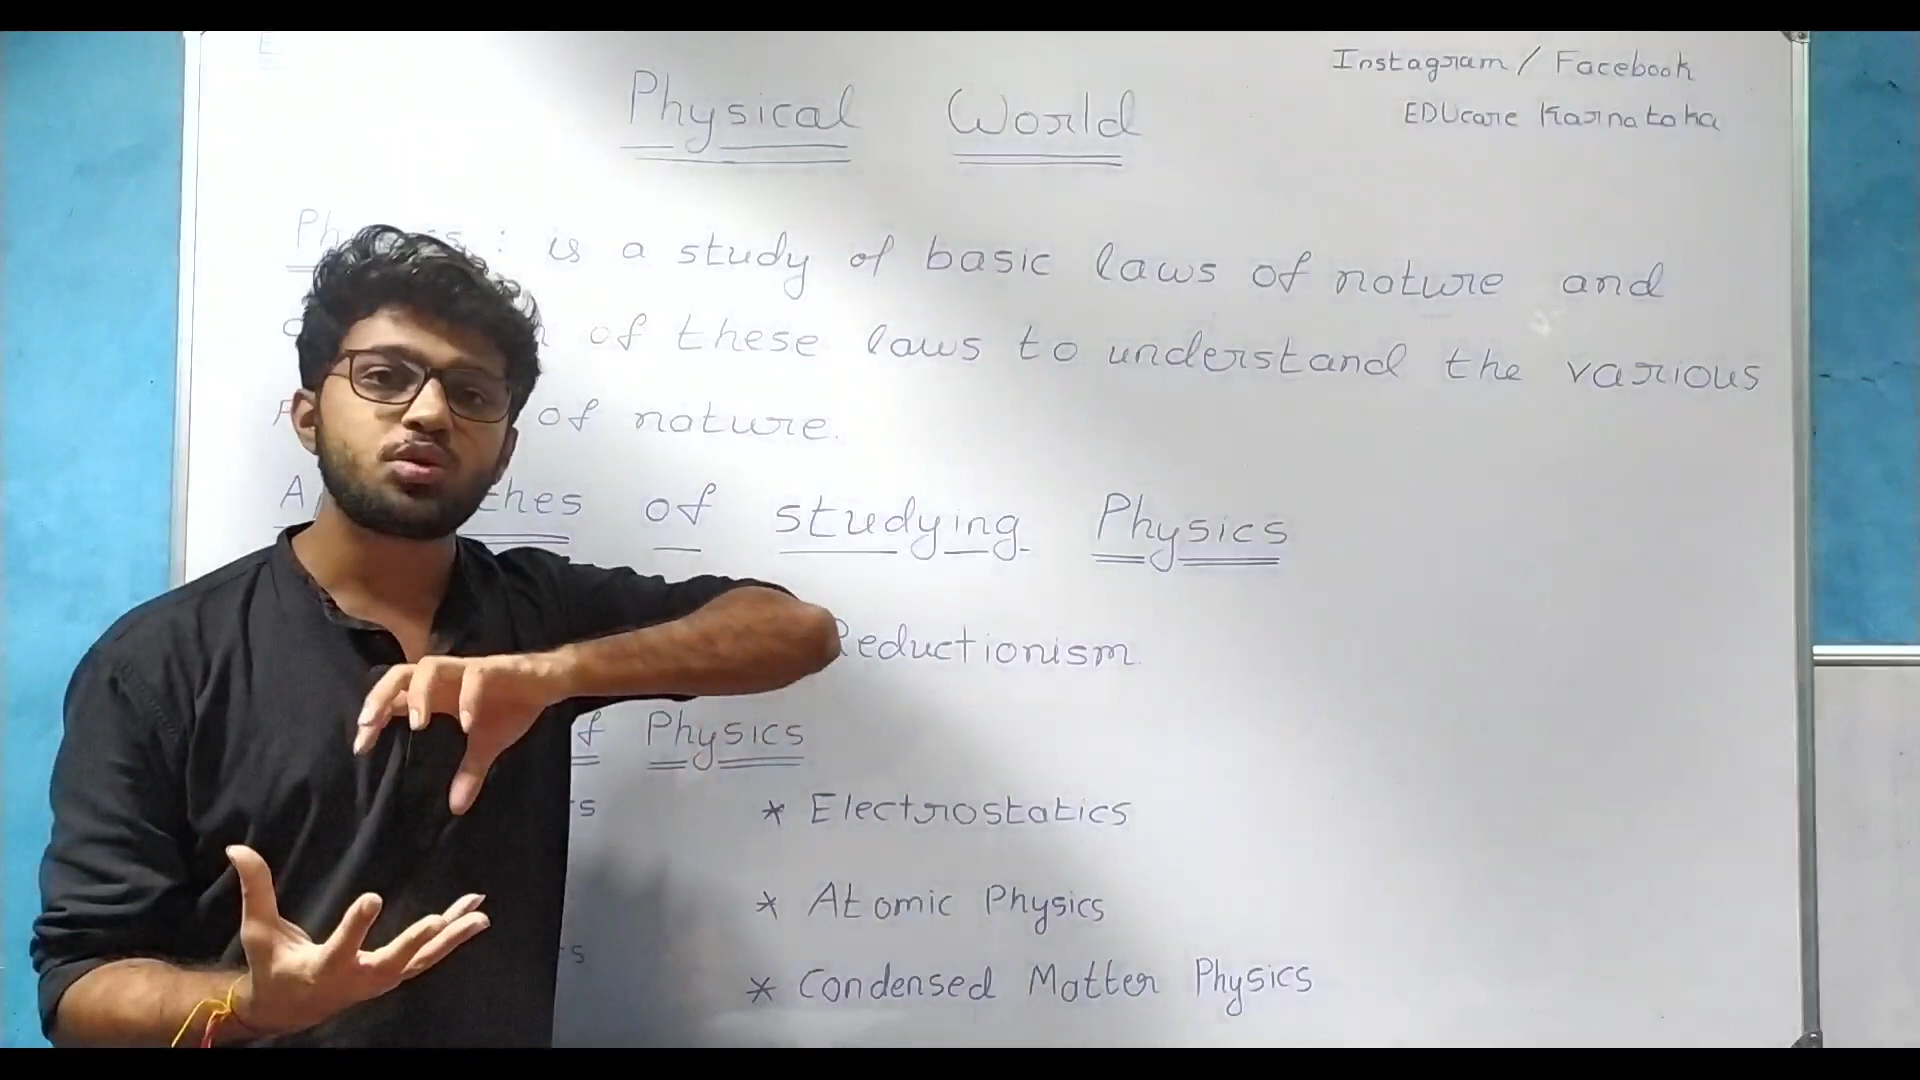 Instagram / Facebook
EDUcare Karnataka
Physical World
: is a study of basic laws of nature and
of these laws to understand the various
of nature.
of studying Physics
Reductionism
Physics
* Electrostatics
* Atomic Physics
* Condensed Matter Physics